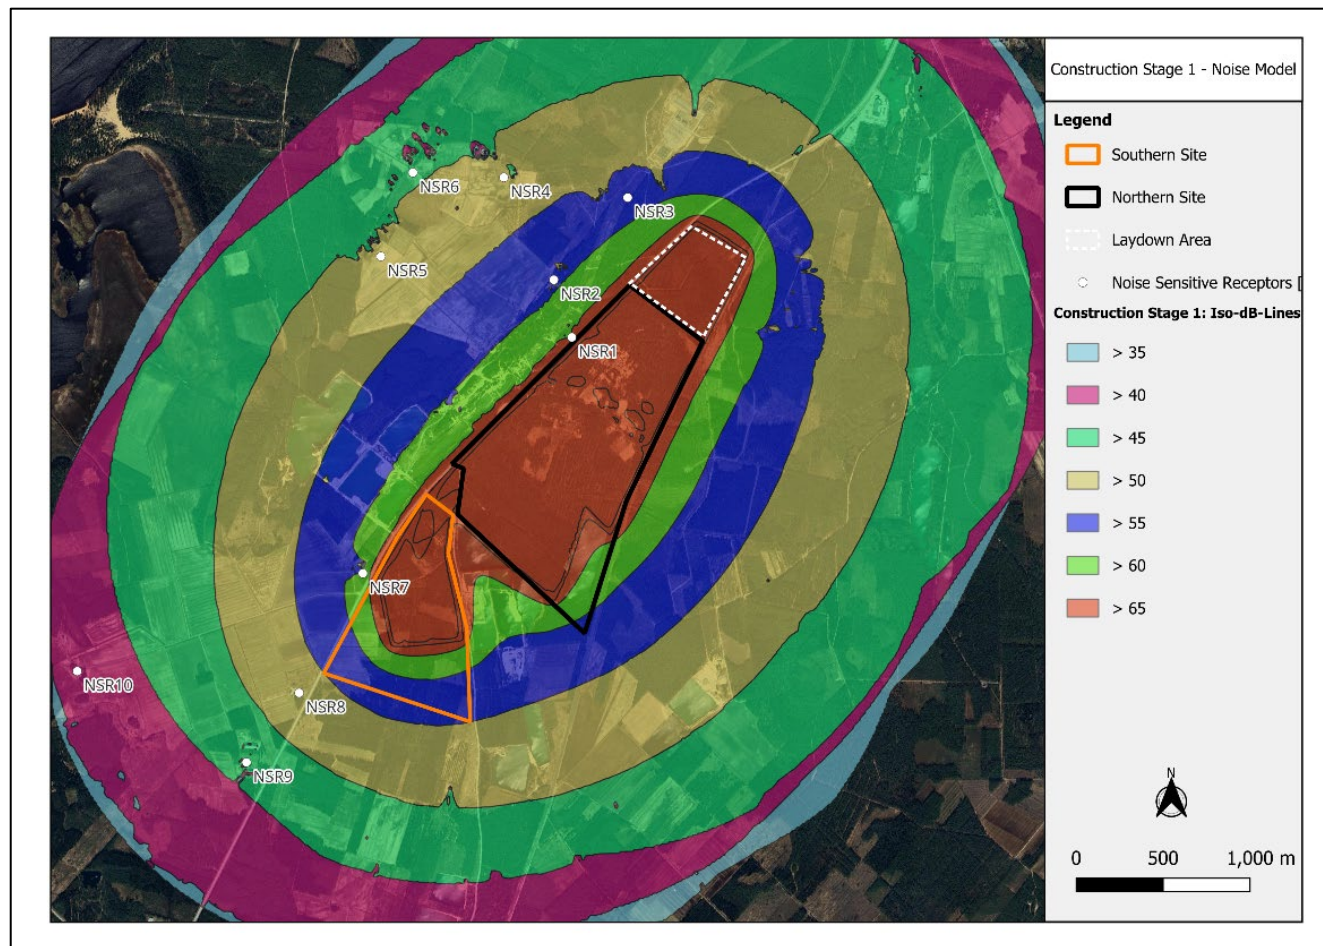 Construction Stage 1 - Noise Model
Legend
Southern Site
Northern Site
Laydown Area
Noise Sensitive Receptors [
Construction Stage 1: Iso-dB-Lines
> 35
> 40
> 45
> 50
> 55
> 60
> 65
N
0 500 1,000 m
NSR6
NSR4
NSR3
NSR5
NSR2
NSR1
NSR7
NSR10
NSR8
NSR9